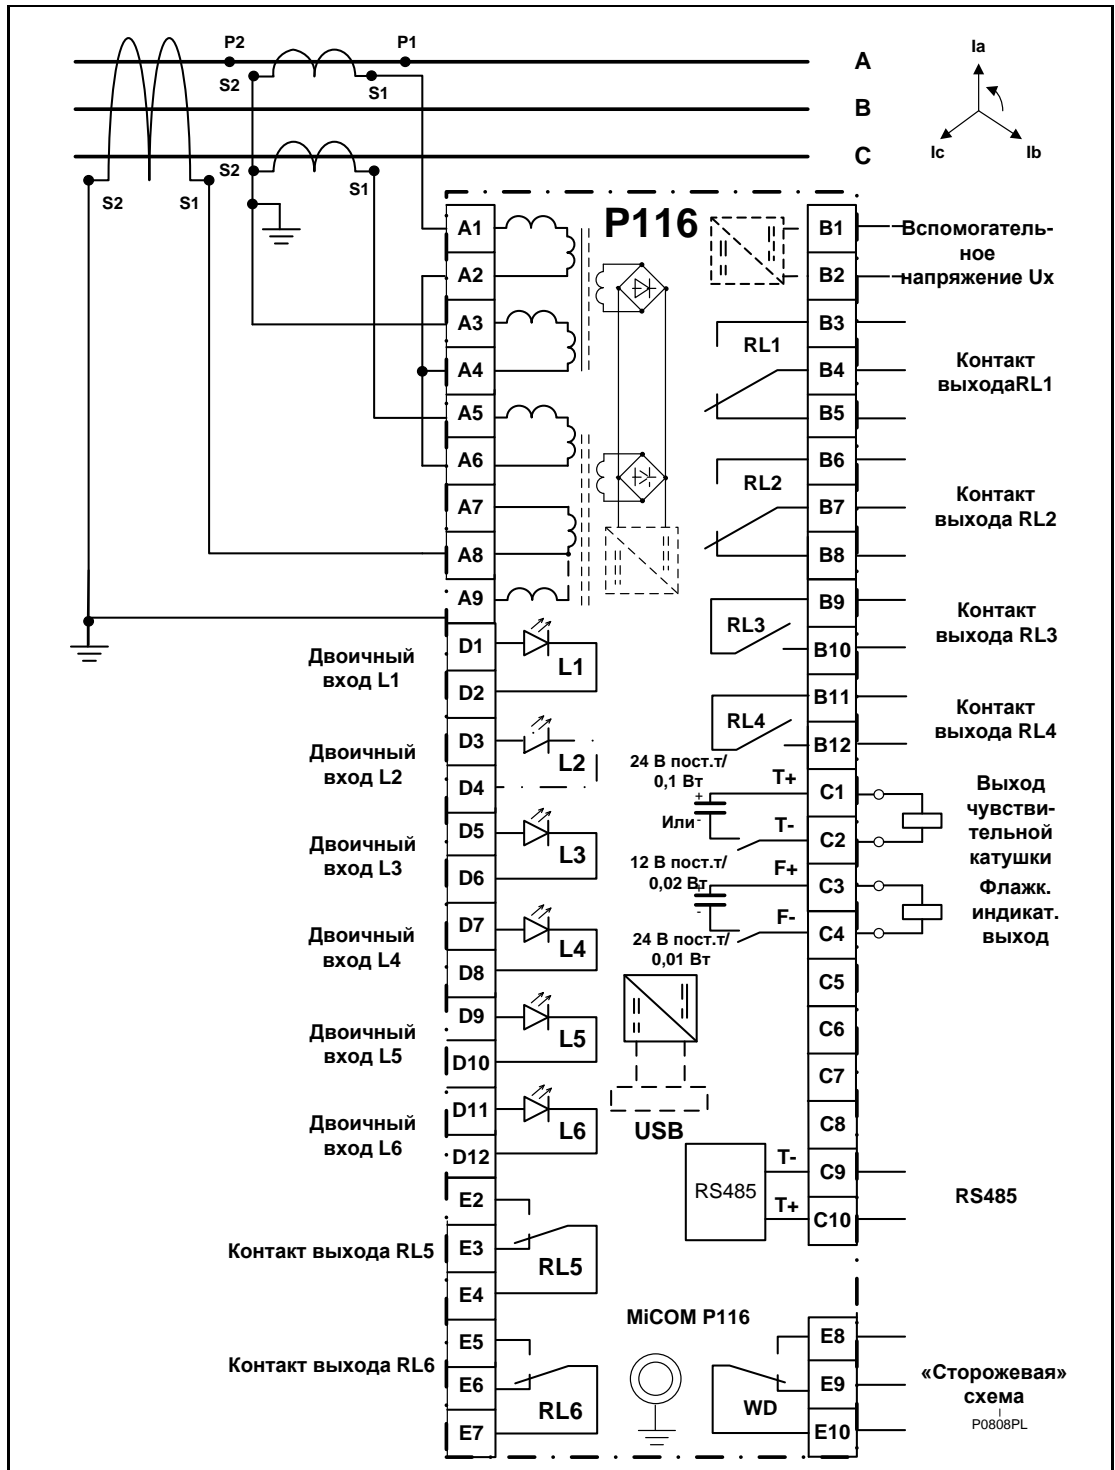 P2
P1
A
Ia
S2
S1
B
C
Ic
Ib
S2
S1
S2
S1
P116
A1
A2
A3
A4
A5
A6
A7
A8
A9
B1
B2
B3
B4
B5
B6
B7
B8
B9
B10
B11
B12
Вспомогатель-
ное
напряжение Ux
RL1
Контакт
выходаRL1
RL2
Контакт
выхода RL2
RL3
Контакт
выхода RL3
RL4
Контакт
выхода RL4
Двоичный
вход L1
D1
D2
L1
Двоичный
вход L2
D3
D4
L2
Двоичный
вход L3
D5
D6
L3
Двоичный
вход L4
D7
D8
L4
Двоичный
вход L5
D9
D10
L5
Двоичный
вход L6
D11
D12
L6
24 В пост.т/
0,1 Вт
+
-
Или
T+
T-
C1
C2
Выход
чувстви-
тельной
катушки
12 В пост.т/
0,02 Вт
+
-
F+
F-
C3
C4
Флажк.
индикат.
выход
24 В пост.т/
0,01 Вт
C5
C6
C7
C8
USB
RS485
T-
T+
C9
C10
RS485
Контакт выхода RL5
E2
E3
E4
RL5
Контакт выхода RL6
E5
E6
E7
RL6
MiCOM P116
WD
E8
E9
E10
«Сторожевая»
схема
P0808PL